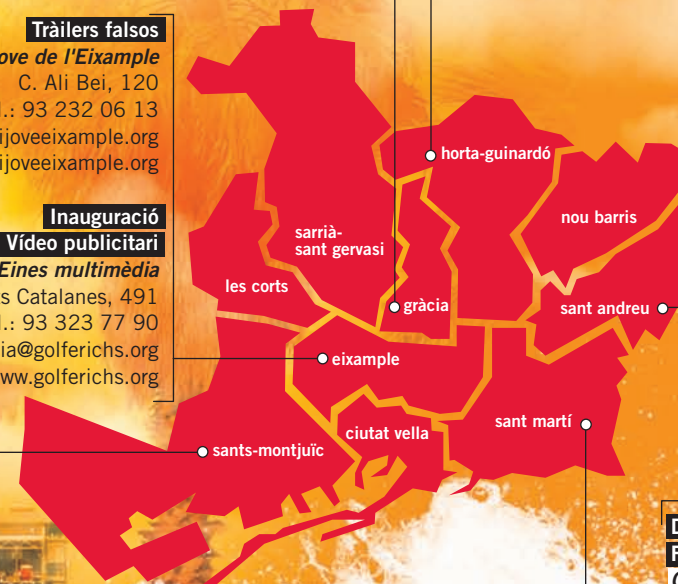 Tràilers falsos
ove de l'Eixample
C. Ali Bei, 120
l.: 93 232 06 13
ijoveeixample.org
ijoveeixample.org
Inauguració
Vídeo publicitari
Eines multimèdia
s Catalanes, 491
l.: 93 323 77 90
ia@golferichs.org
ww.golferichs.org
horta-guinardó
nou barris
sarrià-
sant gervasi
les corts
gràcia
sant andreu
eixample
sant martí
ciutat vella
sants-montjuïc